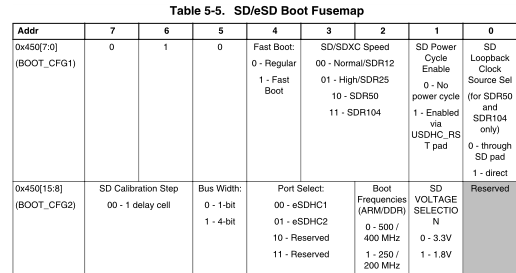 Table 5-5. SD/eSD Boot Fusemap
Addr 7 6 5 4 3 2 1 0
0x450[7:0]
(BOOT_CFG1)
0
1
0
Fast Boot:
0 - Regular
1 - Fast
Boot
SD/SDXC Speed
00 - Normal/SDR12
01 - High/SDR25
10 - SDR50
11 - SDR104
SD Power
Cycle
Enable
0 - No
power cycle
1 - Enabled
via
USDHC_RS
T pad
SD
Loopback
Clock
Source Sel
(for SDR50
and
SDR104
only)
0 - through
SD pad
1 - direct
0x450[15:8]
(BOOT_CFG2)
SD Calibration Step
00 - 1 delay cell
Bus Width:
0 - 1-bit
1 - 4-bit
Port Select:
00 - eSDHC1
01 - eSDHC2
10 - Reserved
11 - Reserved
Boot
Frequencies
(ARM/DDR)
0 - 500 /
400 MHz
1 - 250 /
200 MHz
SD
VOLTAGE
SELECTIO
N
0 - 3.3V
1 - 1.8V
Reserved